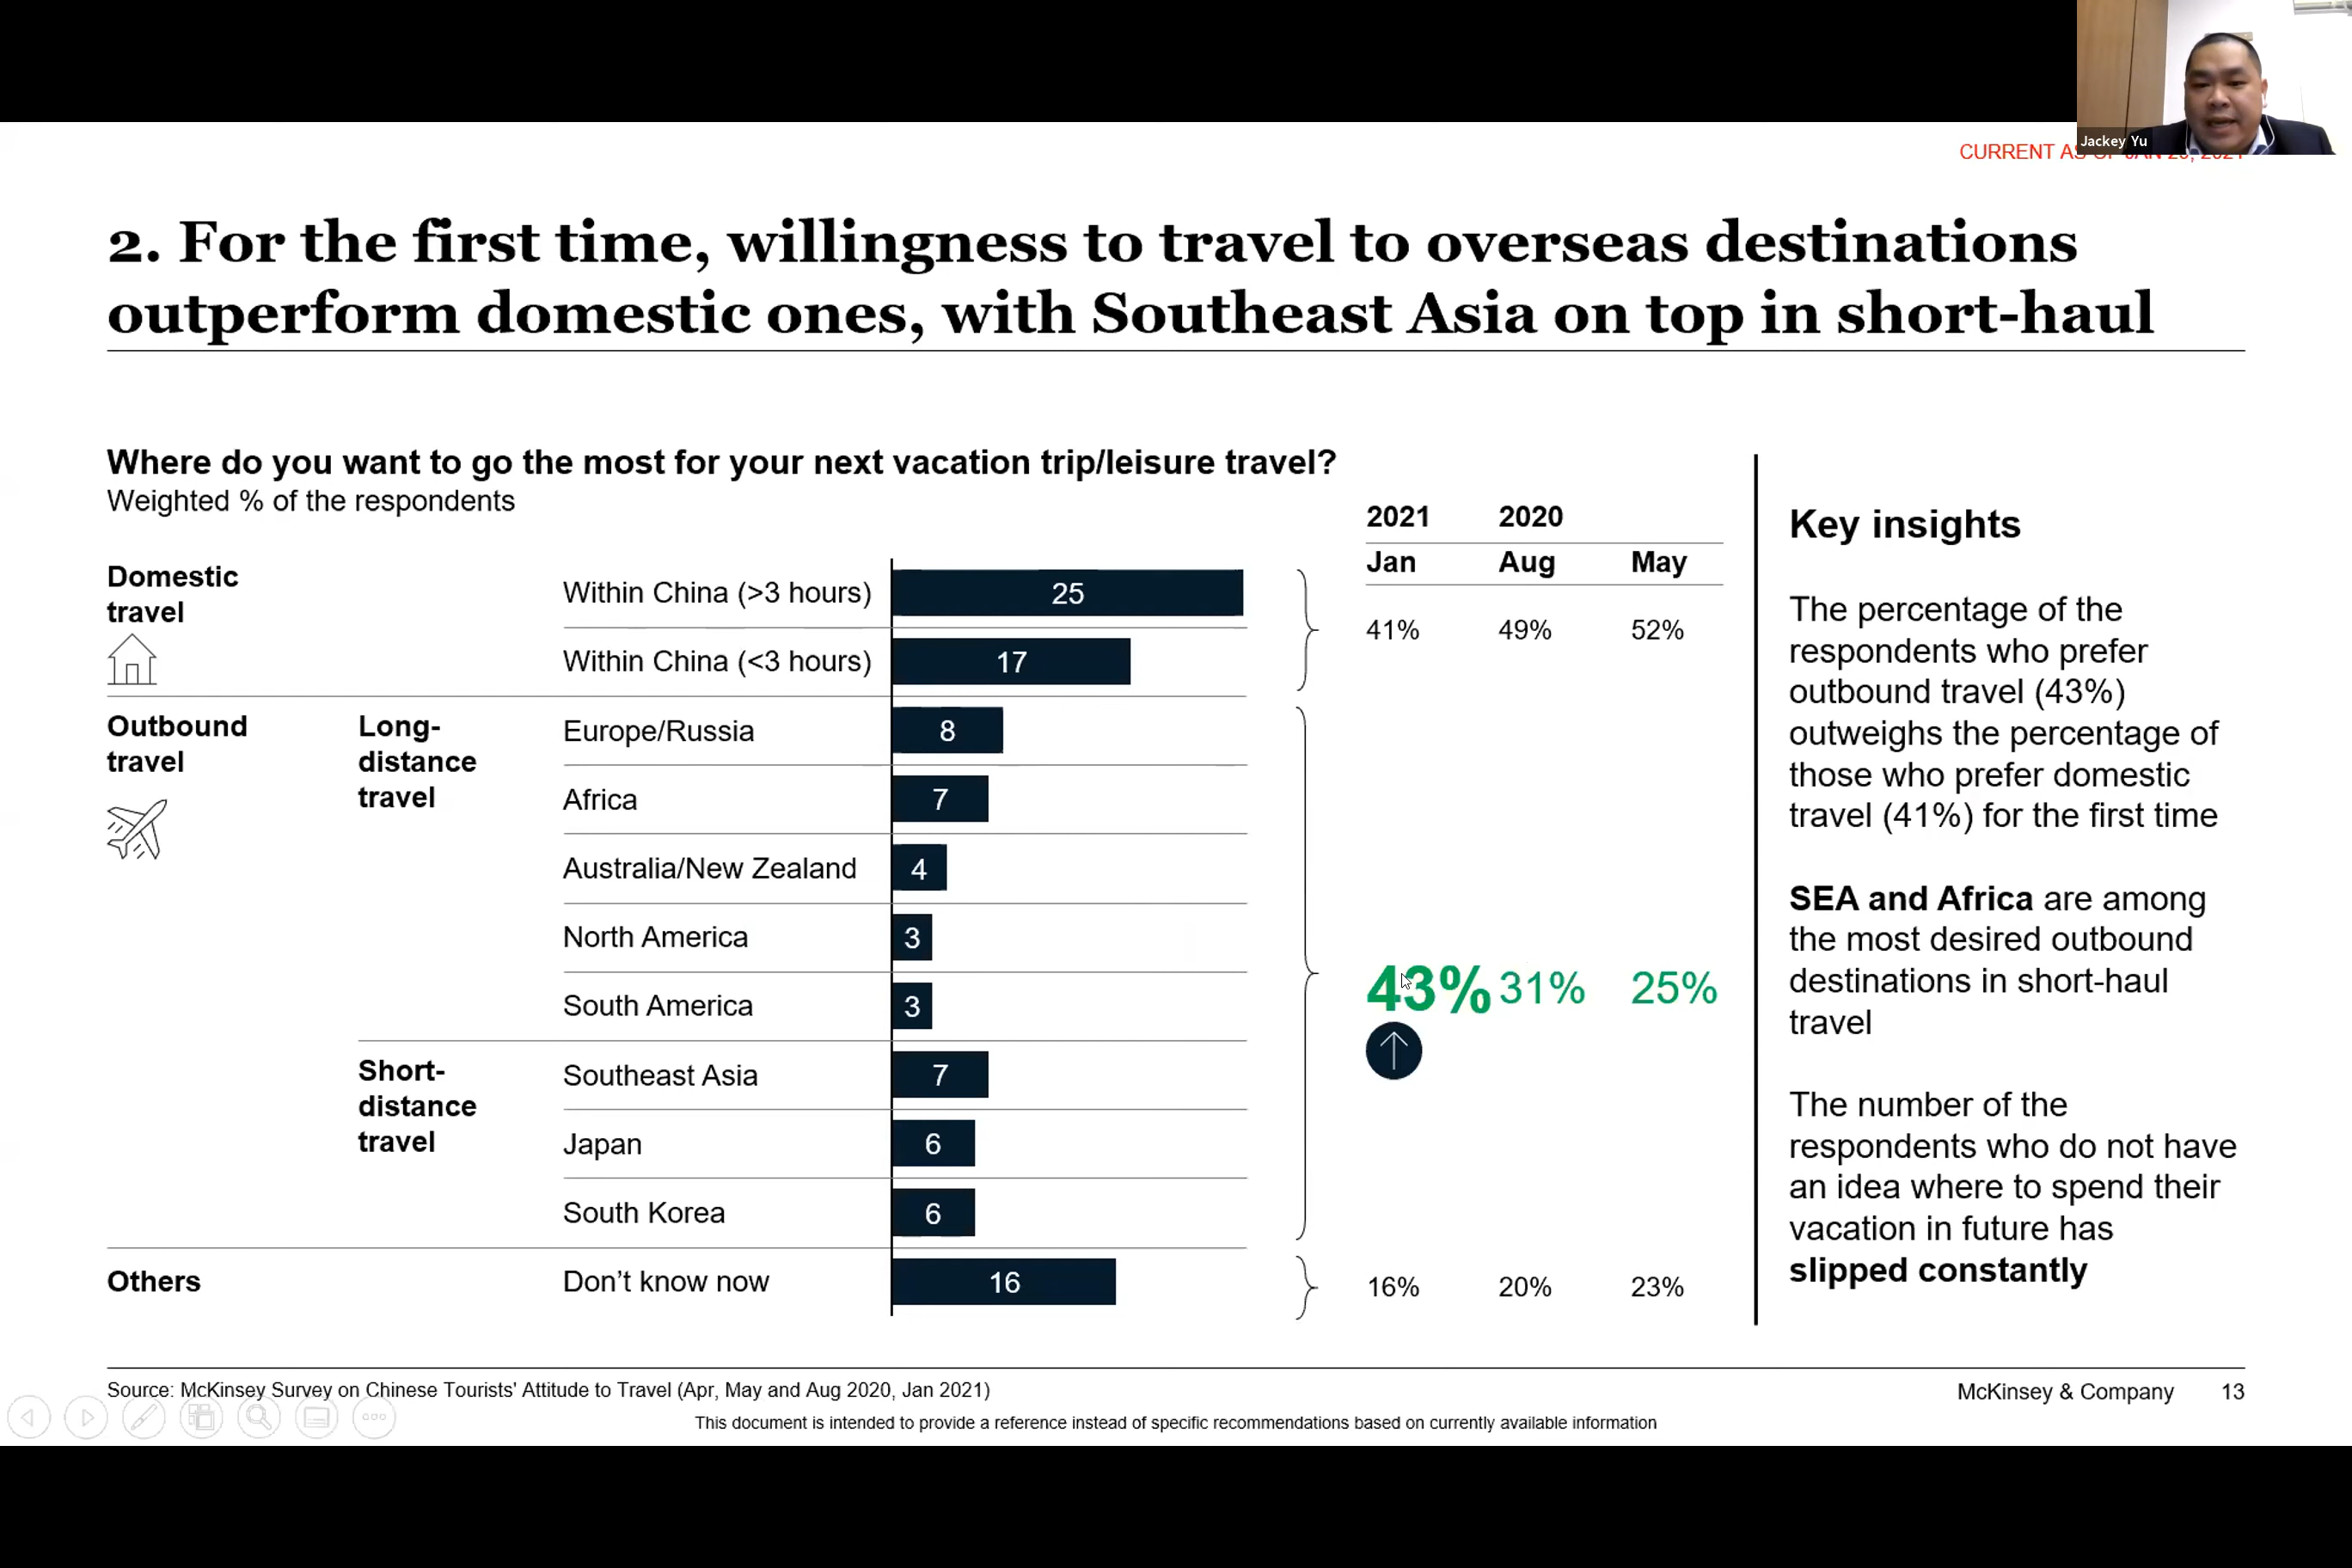 Jackey Yu
CURRENT AS OF JAN 2021
2. For the first time, willingness to travel to overseas destinations
outperform domestic ones, with Southeast Asia on top in short-haul
Where do you want to go the most for your next vacation trip/leisure travel?
Weighted % of the respondents
2021 2020
Jan Aug May
Domestic
travel
Within China (>3 hours) 25
Within China (<3 hours) 17
41% 49% 52%
Outbound
travel
Long-
distance
travel
Europe/Russia 8
Africa 7
Australia/New Zealand 4
North America 3
South America 3
43% 31% 25%
Short-
distance
travel
Southeast Asia 7
Japan 6
South Korea 6
Others
Don't know now 16
16% 20% 23%
Key insights
The percentage of the
respondents who prefer
outbound travel (43%)
outweighs the percentage of
those who prefer domestic
travel (41%) for the first time
SEA and Africa are among
the most desired outbound
destinations in short-haul
travel
The number of the
respondents who do not have
an idea where to spend their
vacation in future has
slipped constantly
Source: McKinsey Survey on Chinese Tourists' Attitude to Travel (Apr, May and Aug 2020, Jan 2021)
McKinsey & Company 13
This document is intended to provide a reference instead of specific recommendations based on currently available information